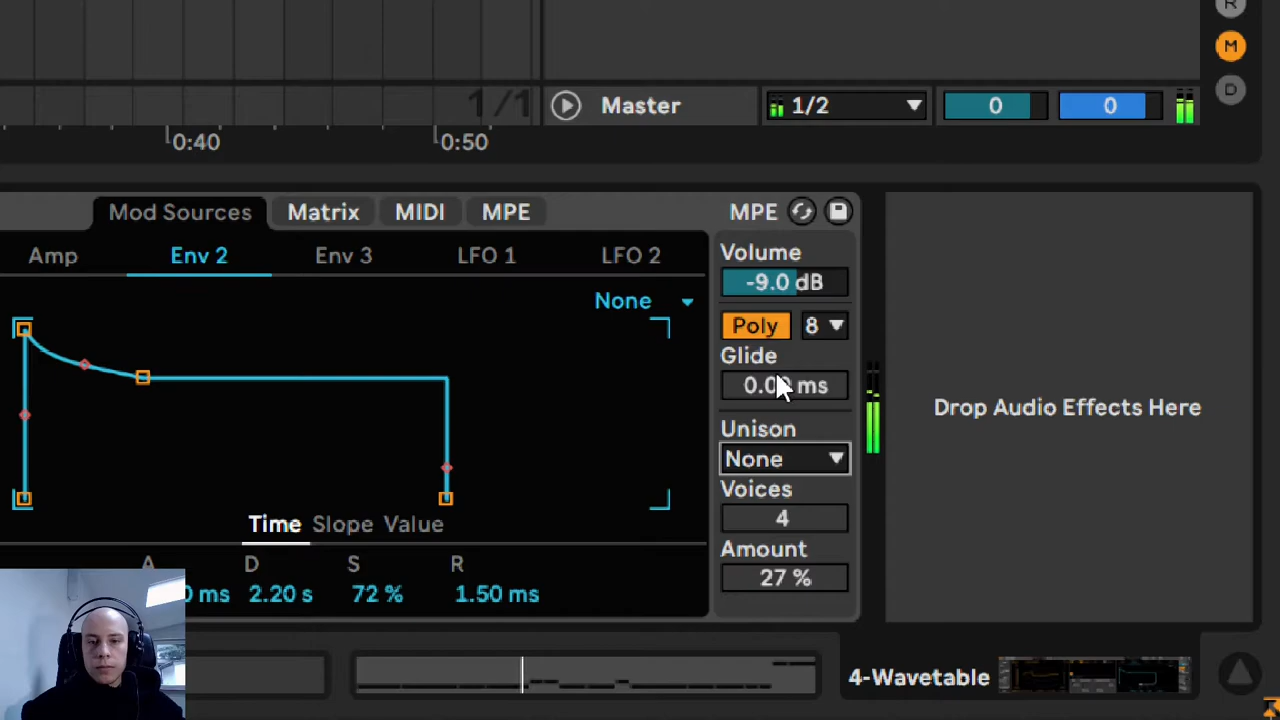 R
M
1/1
Master
1/2
0
0
D
0:40
0:50
Mod Sources
Matrix
MIDI
MPE
MPE
Amp
Env 2
Env 3
LFO 1
LFO 2
Volume
-9.0 dB
None
Poly
8
Glide
ms
Drop Audio Effects Here
Unison
None
Voices
4
Time
Slope
Value
Amount
27 %
A
D
S
R
ms
2.20 s
72 %
1.50 ms
4-Wavetable